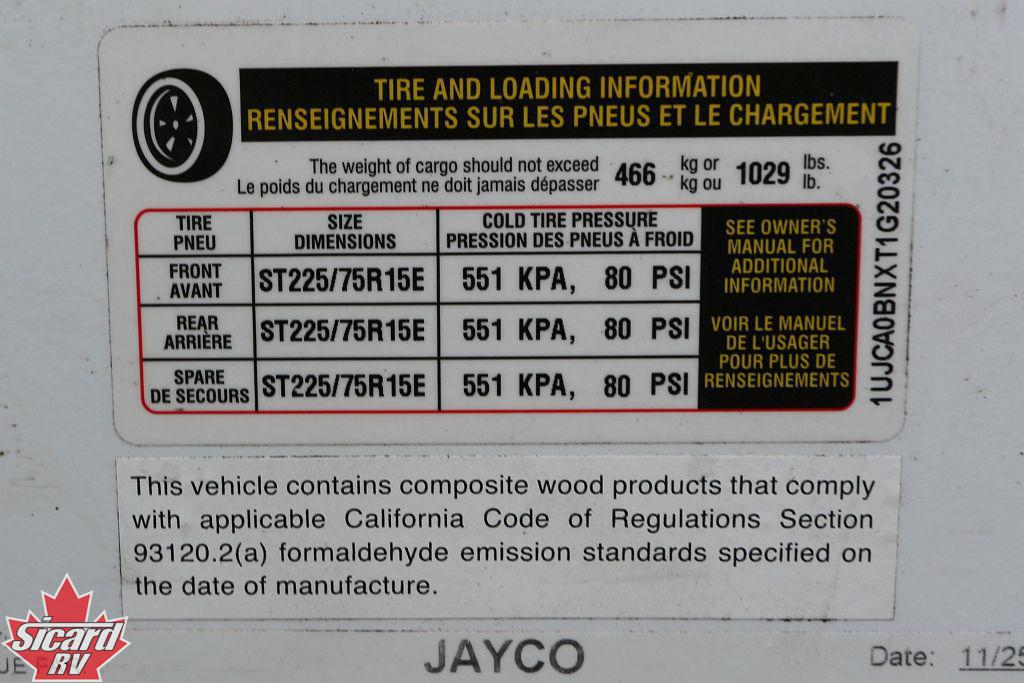 TIRE AND LOADING INFORMATION
RENSEIGNEMENTS SUR LES PNEUS ET LE CHARGEMENT
The weight of cargo should not exceed 466 kg or 1029 lbs.
Le poids du chargement ne doit jamais dépasser kg ou lb.
TIRE SIZE COLD TIRE PRESSURE
PNEU DIMENSIONS PRESSION DES PNEUS À FROID
FRONT
AVANT
ST225/75R15E 551 KPA, 80 PSI
REAR
ARRIÈRE
ST225/75R15E 551 KPA, 80 PSI
SPARE
DE SECOURS
ST225/75R15E 551 KPA, 80 PSI
SEE OWNER'S
MANUAL FOR
ADDITIONAL
INFORMATION
VOIR LE MANUEL
DE L'USAGER
POUR PLUS DE
RENSEIGNEMENTS
1UJCA0BNXT1G20326
This vehicle contains composite wood products that comply
with applicable California Code of Regulations Section
93120.2(a) formaldehyde emission standards specified on
the date of manufacture.
Sicard
RV
JAYCO
Date: 11/25